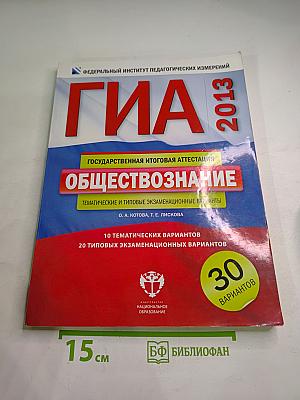 ФЕДЕРАЛЬНЫЙ ИНСТИТУТ ПЕДАГОГИЧЕСКИХ ИЗМЕРЕНИЙ
ГИА
2013
ГОСУДАРСТВЕННАЯ ИТОГОВАЯ АТТЕСТАЦИЯ
ОБЩЕСТВОЗНАНИЕ
ТЕМАТИЧЕСКИЕ И ТИПОВЫЕ ЭКЗАМЕНАЦИОННЫЕ ВАРИАНТЫ
О. А. КОТОВА, Т. Е. ЛИСКОВА
10 ТЕМАТИЧЕСКИХ ВАРИАНТОВ
20 ТИПОВЫХ ЭКЗАМЕНАЦИОННЫХ ВАРИАНТОВ
30
ВАРИАНТОВ
ИЗДАТЕЛЬСТВО
НАЦИОНАЛЬНОЕ
ОБРАЗОВАНИЕ
15 см
БФ БИБЛИОФАН